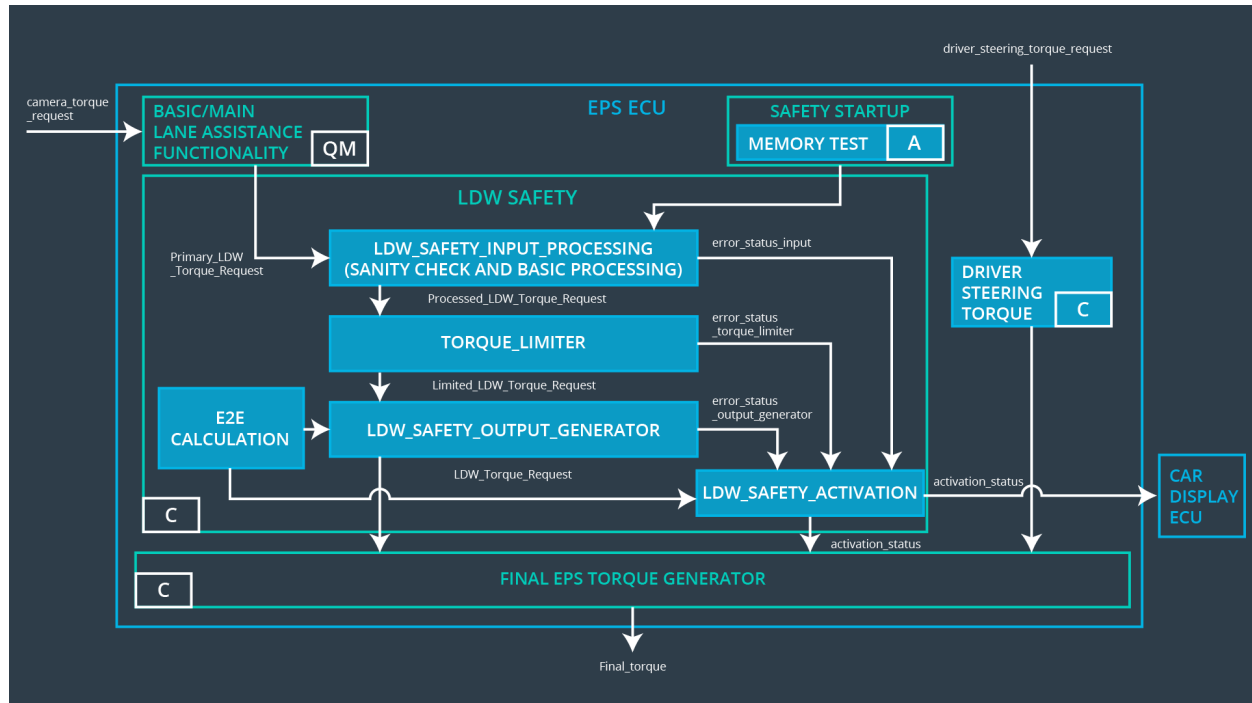 driver_steering_torque_request
camera_torque
_request
EPS ECU
BASIC/MAIN
LANE ASSISTANCE
FUNCTIONALITY
QM
SAFETY STARTUP
MEMORY TEST
A
LDW SAFETY
Primary_LDW
_Torque_Request
LDW_SAFETY_INPUT_PROCESSING
(SANITY CHECK AND BASIC PROCESSING)
error_status_input
DRIVER
STEERING
TORQUE
C
Processed_LDW_Torque_Request
TORQUE_LIMITER
error_status
_torque_limiter
Limited_LDW_Torque_Request
E2E
CALCULATION
LDW_SAFETY_OUTPUT_GENERATOR
error_status
_output_generator
LDW_Torque_Request
LDW_SAFETY_ACTIVATION
activation_status
CAR
DISPLAY
ECU
C
activation_status
FINAL EPS TORQUE GENERATOR
C
Final_torque